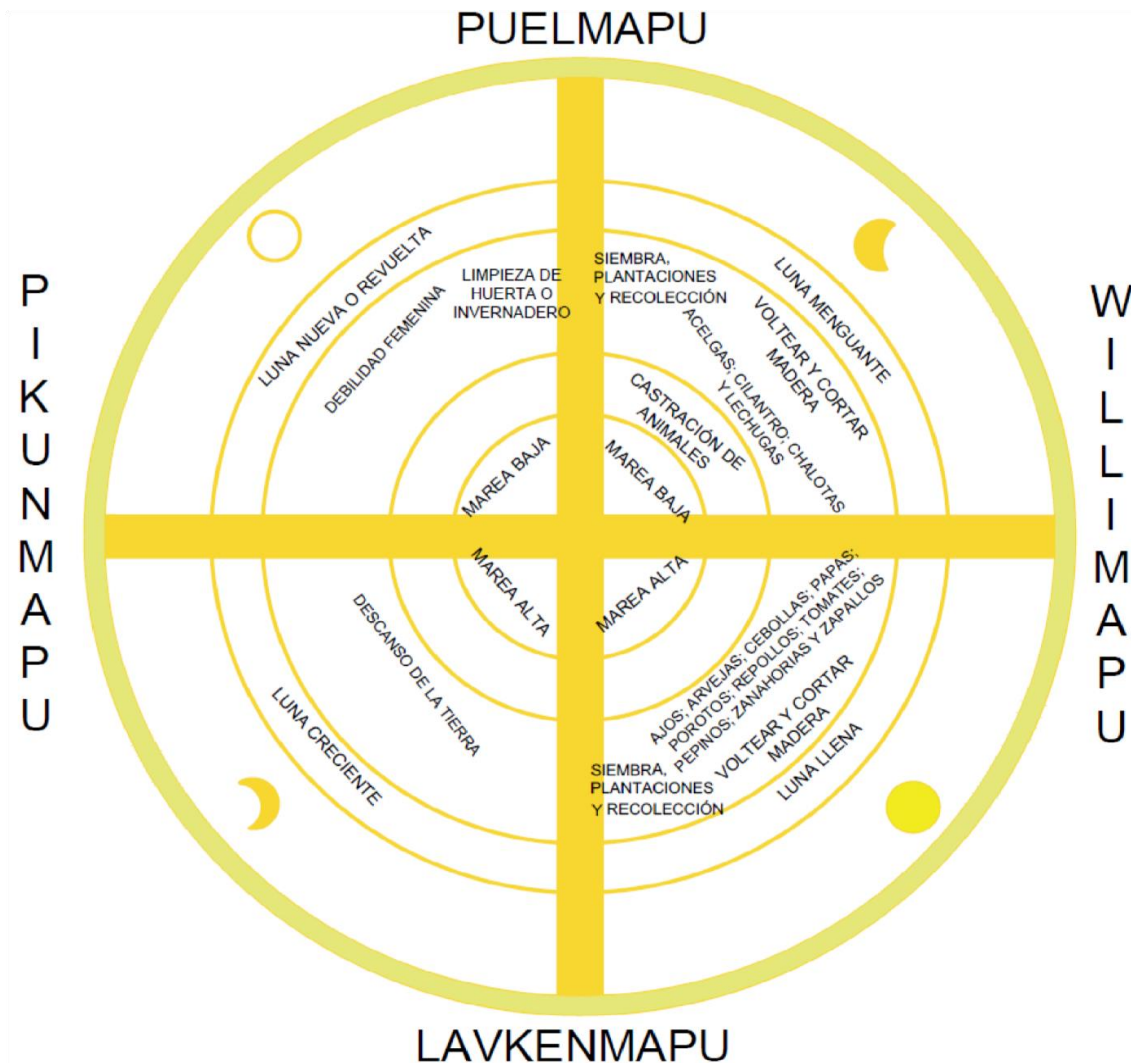 PUELMAPU
PIKUNMAPU
WILLIMAPU
LUNA NUEVA O REVUELTA
DEBILIDAD FEMENINA
LIMPIEZA DE
HUERTA O
INVERNADERO
MAREA BAJA
SIEMBRA,
PLANTACIONES
Y RECOLECCIÓN
LUNA MENGUANTE
VOLTEAR Y CORTAR
MADERA
ACELGAS; CILANTRO; CHALOTAS
Y LECHUGAS
CASTRACIÓN DE
ANIMALES
MAREA BAJA
MAREA ALTA
DESCANSO DE LA TIERRA
LUNA CRECIENTE
MAREA ALTA
AJOS; ARVEJAS; CEBOLLAS; PAPAS;
POROTOS; REPOLLOS; TOMATES;
PEPINOS; ZANAHORIAS Y ZAPALLOS
VOLTEAR Y CORTAR
MADERA
LUNA LLENA
SIEMBRA,
PLANTACIONES
Y RECOLECCIÓN
LAVKENMAPU